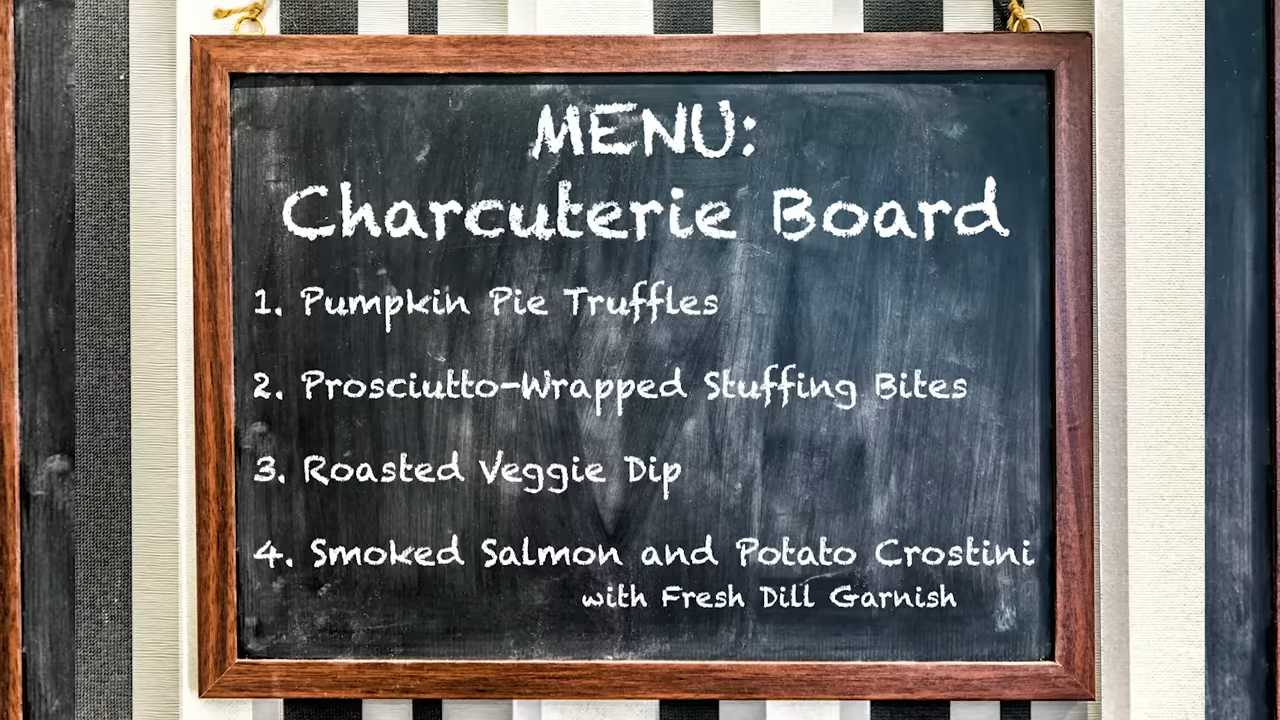 MENU:
Charcuterie Board
1. Pumpkin Pie Truffles
2. Prosciutto-Wrapped Stuffing Bites
3. Roasted Veggie Dip
4. Smoked Salmon and Potato Crostini
with Fresh Dill Garnish